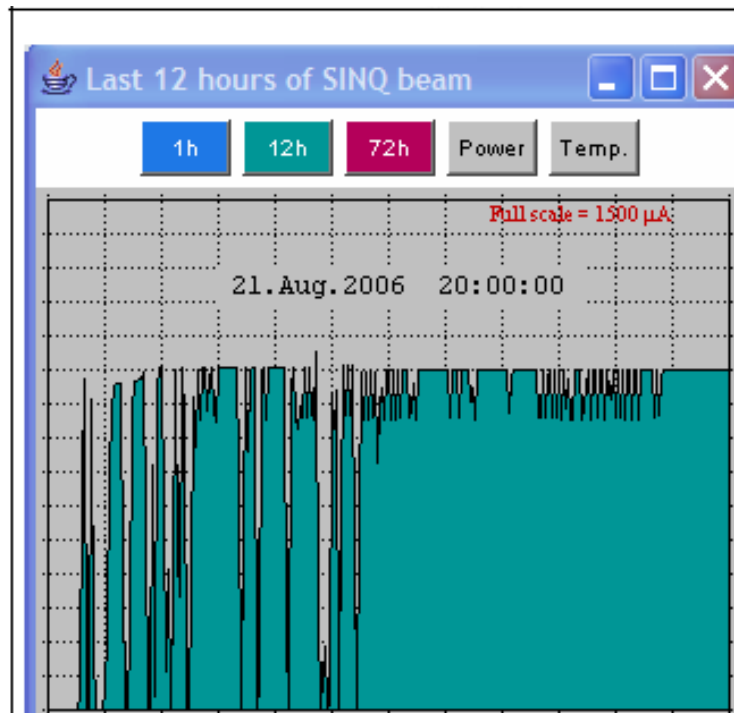 Last 12 hours of SINQ beam
1h 12h 72h Power Temp.
Full scale = 1500 µA
21.Aug.2006 20:00:00